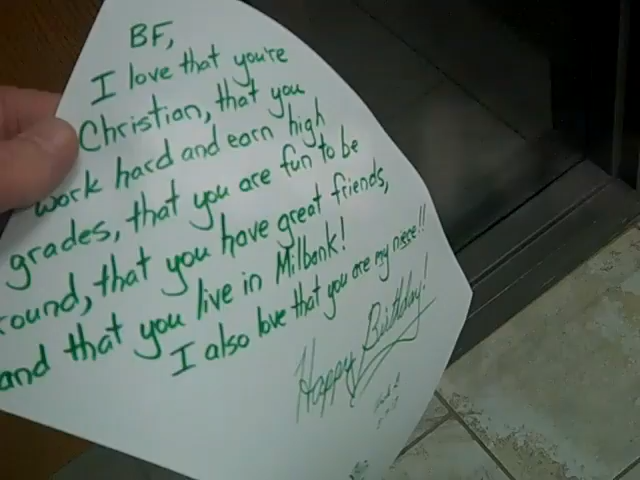 BF,
I love that you're
Christian, that you
work hard and earn high
grades, that you are fun to be
round, that you have great friends,
and that you live in Milbank!
I also love that you are my niece!!
Happy Birthday!